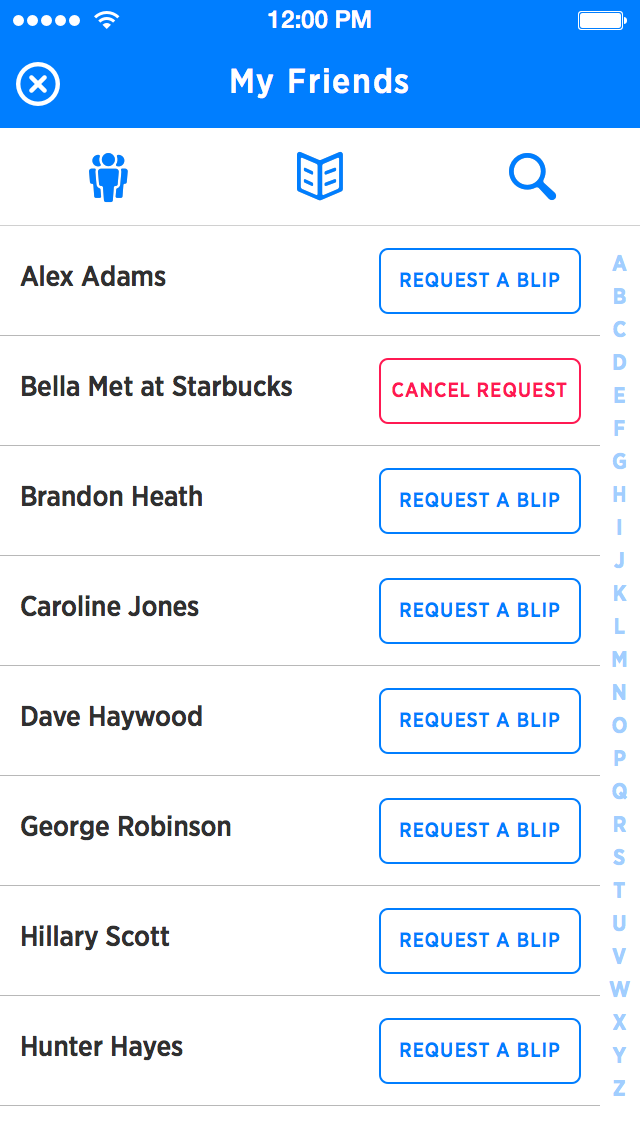 12:00 PM
My Friends
Alex Adams REQUEST A BLIP
Bella Met at Starbucks CANCEL REQUEST
Brandon Heath REQUEST A BLIP
Caroline Jones REQUEST A BLIP
Dave Haywood REQUEST A BLIP
George Robinson REQUEST A BLIP
Hillary Scott REQUEST A BLIP
Hunter Hayes REQUEST A BLIP
A
B
C
D
E
F
G
H
I
J
K
L
M
N
O
P
Q
R
S
T
U
V
W
X
Y
Z